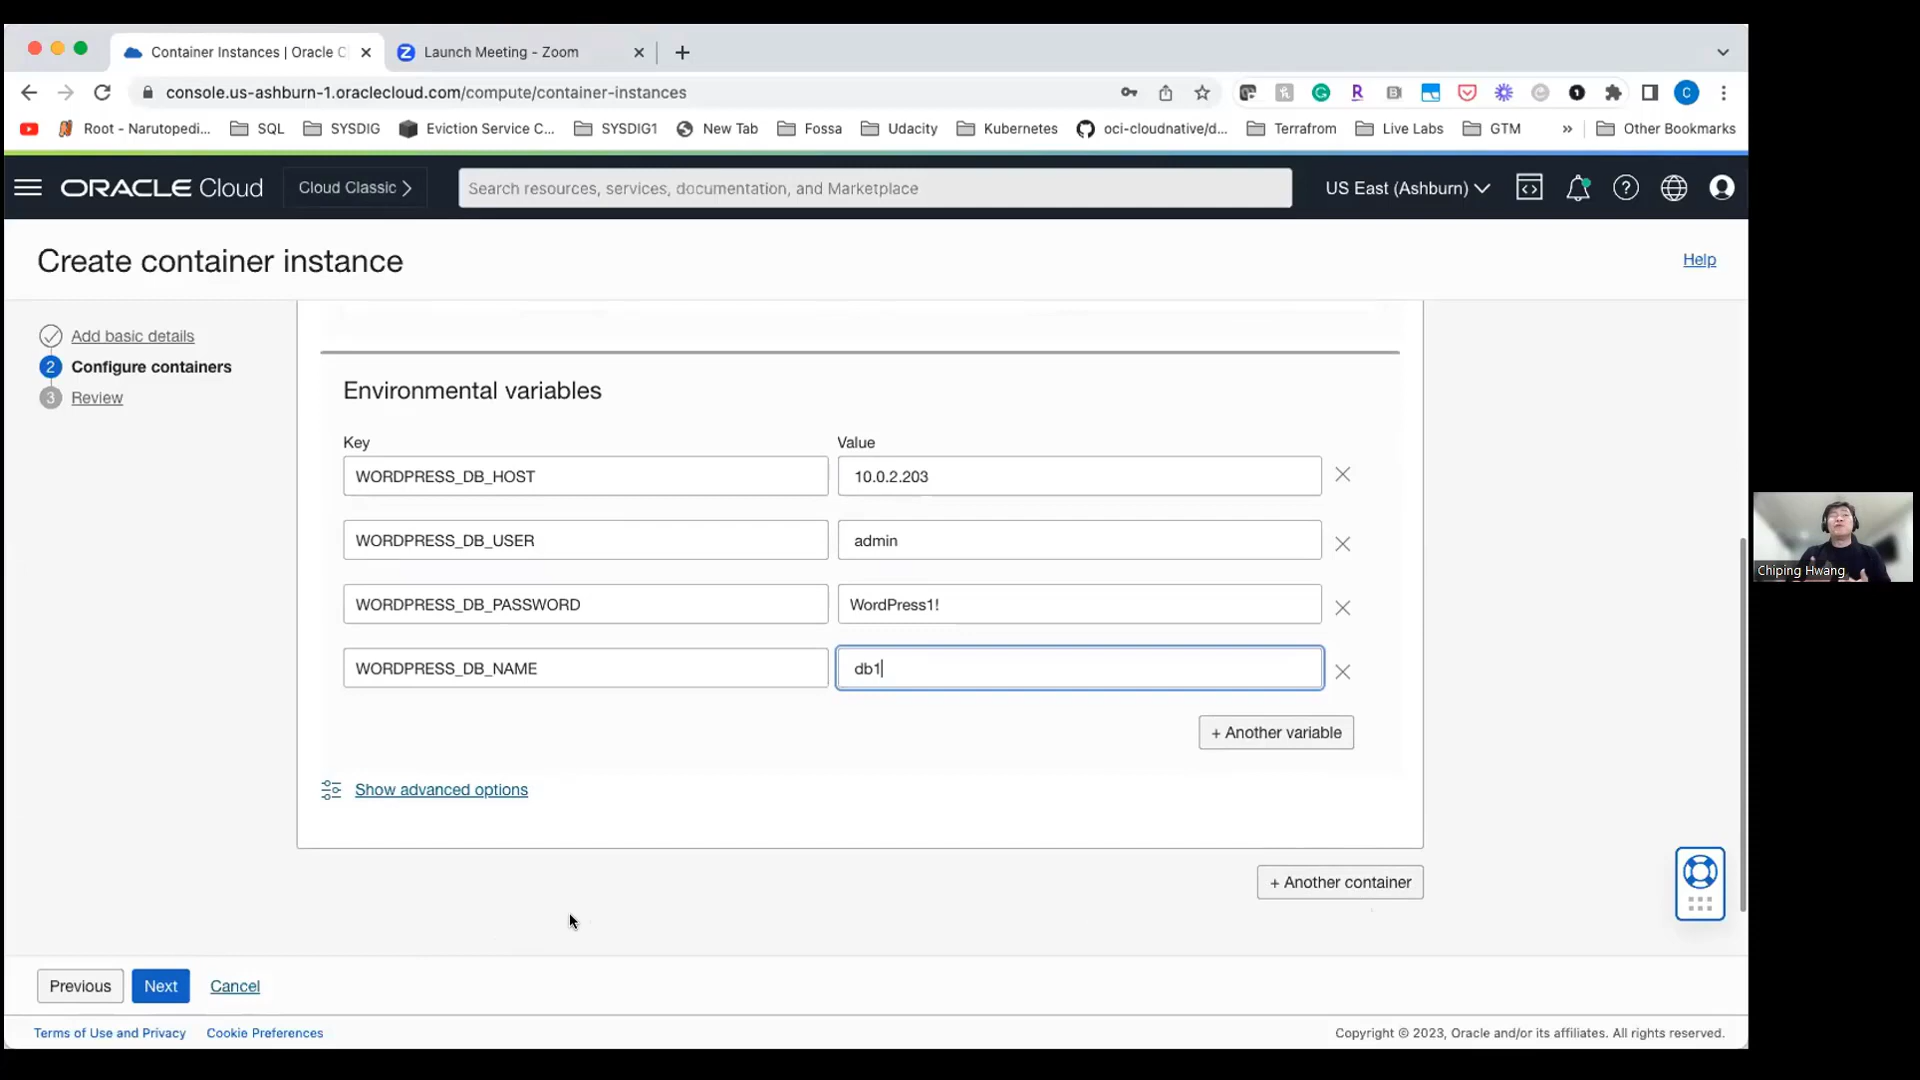 Container Instances | Oracle C
Launch Meeting - Zoom
console.us-ashburn-1.oraclecloud.com/compute/container-instances
Root - Narutopedi...
SQL
SYSDIG
Eviction Service C...
SYSDIG1
New Tab
Fossa
Udacity
Kubernetes
oci-cloudnative/d...
Terrafrom
Live Labs
GTM
»
Other Bookmarks
ORACLE Cloud
Cloud Classic
Search resources, services, documentation, and Marketplace
US East (Ashburn)
Create container instance
Help
Add basic details
2 Configure containers
3 Review
Environmental variables
Key Value
WORDPRESS_DB_HOST 10.0.2.203
WORDPRESS_DB_USER admin
WORDPRESS_DB_PASSWORD WordPress1!
WORDPRESS_DB_NAME db1
+ Another variable
Show advanced options
+ Another container
Chiping Hwang
Previous Next Cancel
Terms of Use and Privacy Cookie Preferences
Copyright © 2023, Oracle and/or its affiliates. All rights reserved.